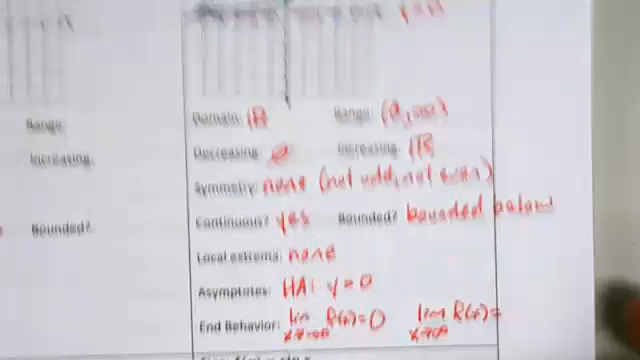 Range:
Increasing:
Bounded?
Domain: ℝ Range: (0, ∞)
Decreasing: ∅ Increasing: ℝ
Symmetry: none (not odd, not even)
Continuous? yes Bounded? bounded below
Local extrema: none
Asymptotes: HA: y = 0
End Behavior: lim x→-∞ f(x) = 0 lim x→∞ f(x) =